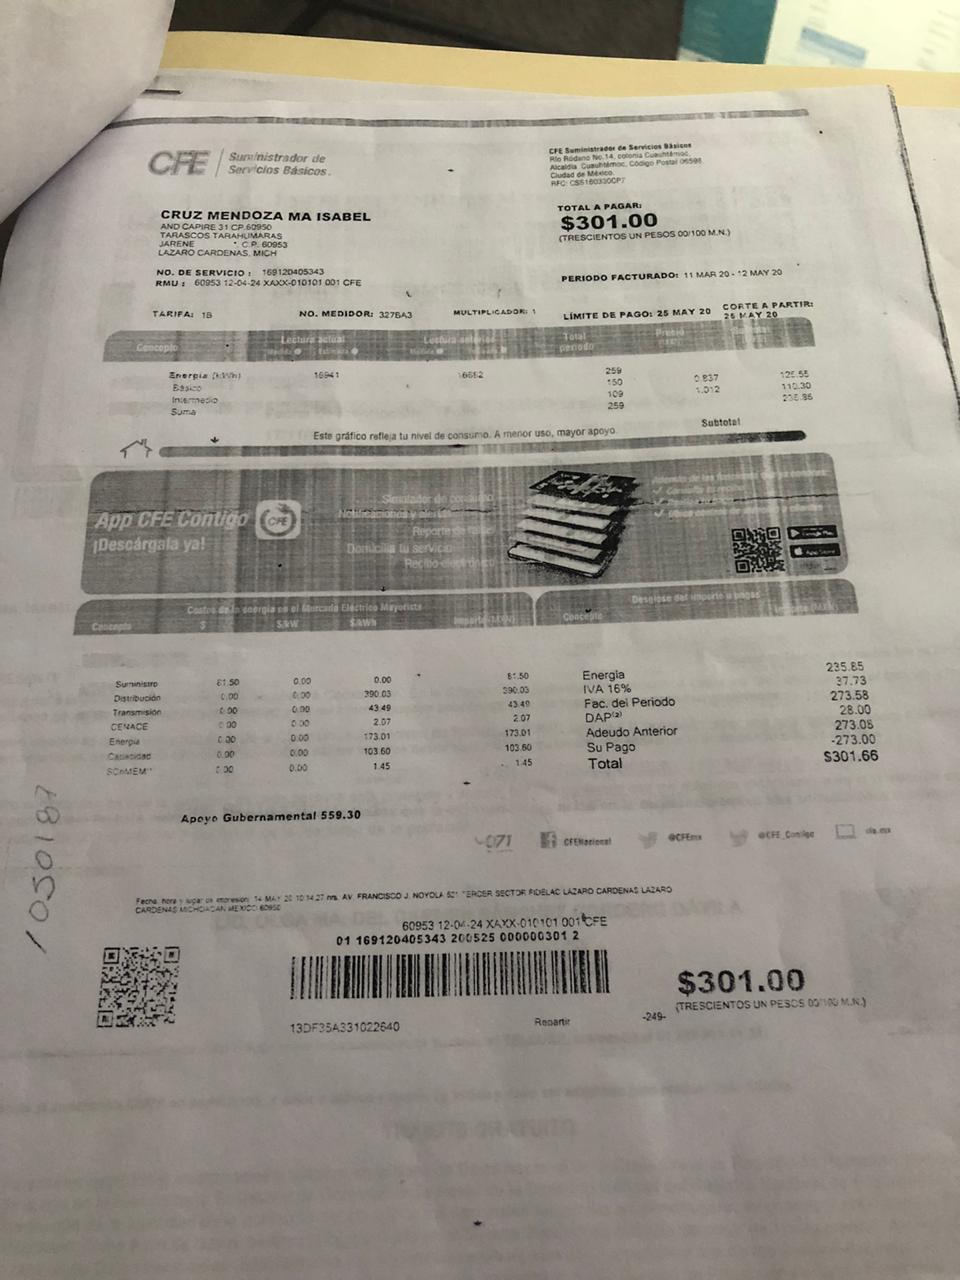 CFE Suministrador de
Servicios Básicos.
CFE Suministrador de Servicios Básicos
Río Ródano No.14, colonia Cuauhtémoc,
Alcaldía Cuauhtémoc, Código Postal 06598
Ciudad de México.
RFC: CSS160330CP7
CRUZ MENDOZA MA ISABEL
AND CAPIRE 31 CP.60950
TARASCOS TARAHUMARAS
JARENE C.P. 60953
LAZARO CARDENAS, MICH
TOTAL A PAGAR:
$301.00
(TRESCIENTOS UN PESOS 00/100 M.N.)
NO. DE SERVICIO : 169120405343
RMU : 60953 12-04-24 XAXX-010101 001 CFE
PERIODO FACTURADO: 11 MAR 20 - 12 MAY 20
TARIFA: 1B NO. MEDIDOR: 327BA3 MULTIPLICADOR: 1 LÍMITE DE PAGO: 25 MAY 20 CORTE A PARTIR:
26 MAY 20
Concepto Lectura actual Lectura Total
periodo Precio
Medida Estimada
Energía (kWh) 16941 16682 259
Básico 150 0.837 125.55
Intermedio 109 1.012 110.30
Suma 259 235.85
Subtotal
Este gráfico refleja tu nivel de consumo. A menor uso, mayor apoyo.
App CFE Contigo
¡Descárgala ya!
CFE
Simulador de consumo
Domicilia tu servicio
Recibo electrónico
Google Play
App Store
Costos de la energía en el Mercado Eléctrico Mayorista
Desglose del importe a pagar
Concepto $ $/kW $/kWh Importe (MXN)
Concepto Importe (MXN)
Suministro 81.50 0.00 0.00 81.50
Distribución 0.00 0.00 390.03 390.03
Transmisión 0.00 0.00 43.49 43.49
CENACE 0.00 0.00 2.07 2.07
Energía 0.00 0.00 173.01 173.01
Capacidad 0.00 0.00 103.60 103.60
SCnMEM 0.00 0.00 1.45 1.45
Energía 235.85
IVA 16% 37.73
Fac. del Periodo 273.58
DAP(2) 28.00
Adeudo Anterior 273.08
Su Pago -273.00
Total $301.66
Apoyo Gubernamental 559.30
071 CFENacional @CFEmx @CFE_Contigo cfe.mx
1050187
Fecha, hora y lugar de impresión: 14 MAY 20 10:14:27 hrs. AV. FRANCISCO J. NOYOLA TERCER SECTOR FIDELAC LAZARO CARDENAS LAZARO
CARDENAS MICHOACAN MEXICO 60950
60953 12-04-24 XAXX-010101 001 CFE
01 169120405343 200525 000000301 2
13DF35A331022640
Repartir
-249-
$301.00
(TRESCIENTOS UN PESOS 00/100 M.N.)